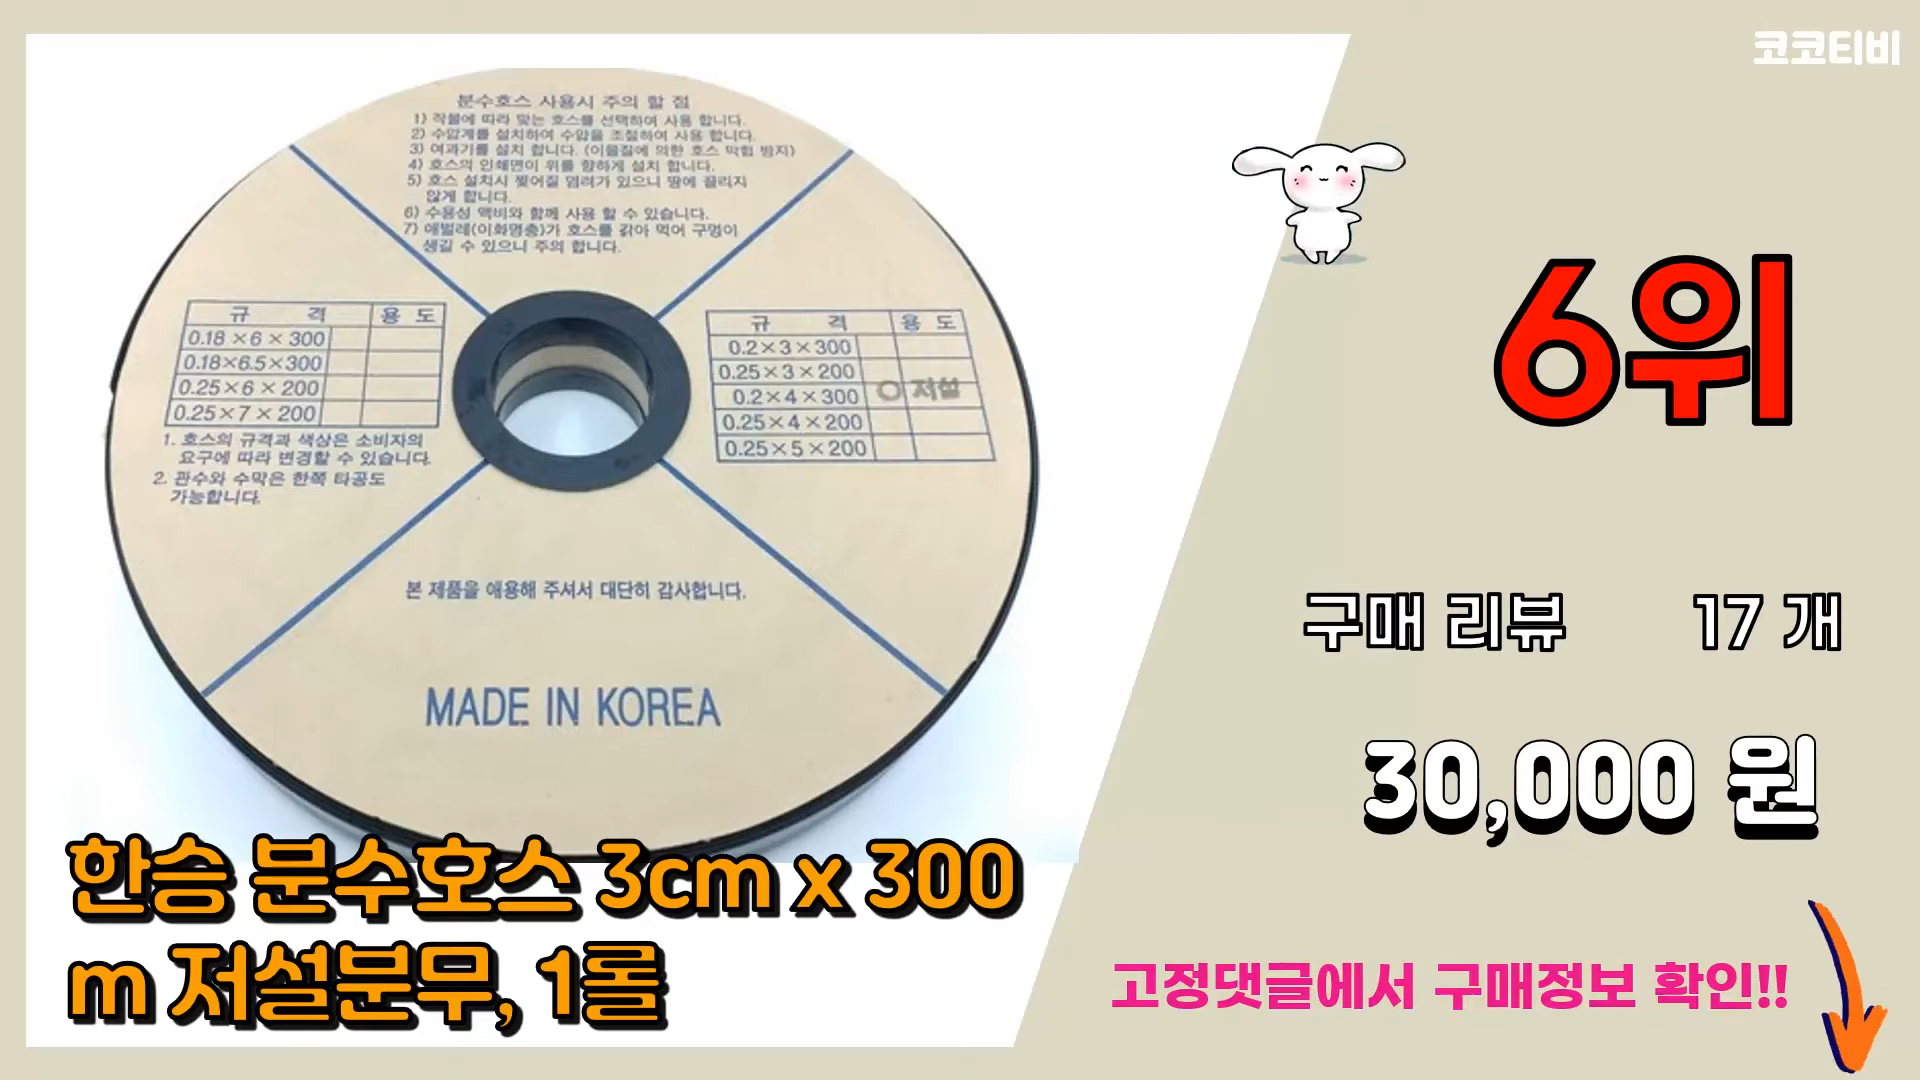 코코티비
분수호스 사용시 주의 할 점
1) 작물에 따라 맞는 호스를 선택하여 사용 합니다.
2) 수압계를 설치하여 수압을 조절하여 사용 합니다.
3) 여과기를 설치 합니다. (이물질에 의한 호스 막힘 방지)
4) 호스의 인쇄면이 위를 향하게 설치 합니다.
5) 호스 설치시 찢어질 염려가 있으니 땅에 끌리지
않게 합니다.
6) 수용성 액비와 함께 사용 할 수 있습니다.
7) 애벌레(이화명충)가 호스를 갉아 먹어 구멍이
생길 수 있으니 주의 합니다.
규 격 용 도
0.18 × 6 × 300
0.18×6.5×300
0.25 × 6 × 200
0.25 × 7 × 200
1. 호스의 규격과 색상은 소비자의
요구에 따라 변경할 수 있습니다.
2. 관수와 수막은 한쪽 타공도
가능합니다.
규 격 용 도
0.2×3×300
0.25×3×200
0.2×4×300 O 저설
0.25×4×200
0.25×5×200
본 제품을 애용해 주셔서 대단히 감사합니다.
MADE IN KOREA
6위
구매 리뷰 17 개
30,000 원
한승 분수호스 3cm x 300
m 저설분무, 1롤
고정댓글에서 구매정보 확인!!